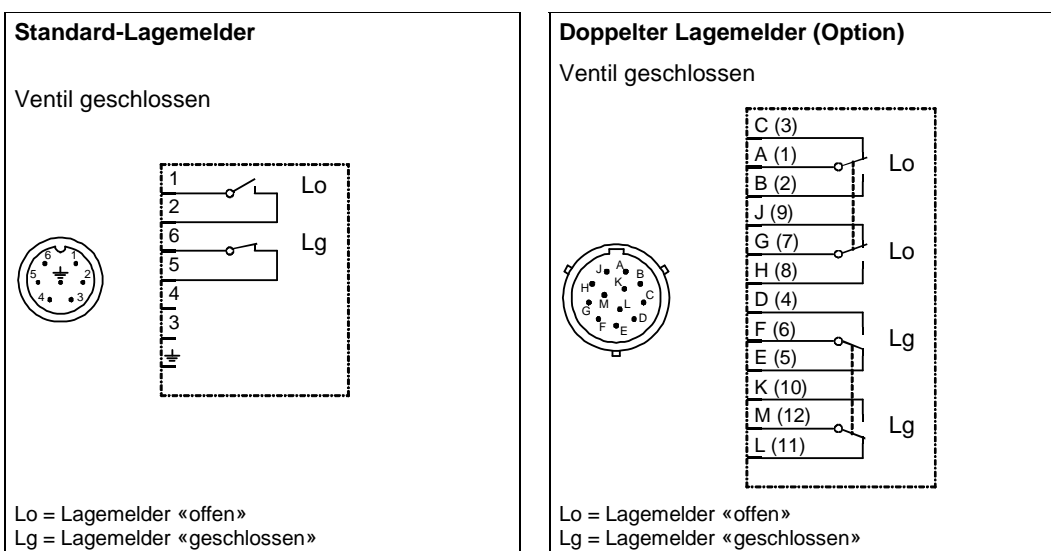 Standard-Lagemelder
Ventil geschlossen
1
2
6
5
4
3
Lo
Lg
6
1
5
2
4
3
Lo = Lagemelder «offen»
Lg = Lagemelder «geschlossen»
Doppelter Lagemelder (Option)
Ventil geschlossen
C (3)
A (1)
B (2)
J (9)
G (7)
H (8)
D (4)
F (6)
E (5)
K (10)
M (12)
L (11)
Lo
Lo
Lg
Lg
J
A
B
H
K
C
G
M
L
D
F
E
Lo = Lagemelder «offen»
Lg = Lagemelder «geschlossen»